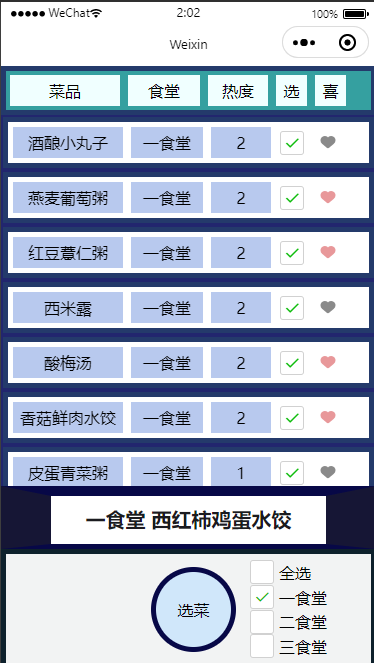 ●●●●● WeChat 2:02 100%
Weixin
菜品 食堂 热度 选 喜
酒酿小丸子 一食堂 2
燕麦葡萄粥 一食堂 2
红豆薏仁粥 一食堂 2
西米露 一食堂 2
酸梅汤 一食堂 2
香菇鲜肉水饺 一食堂 2
皮蛋青菜粥 一食堂 1
一食堂 西红柿鸡蛋水饺
选菜
全选
一食堂
二食堂
三食堂